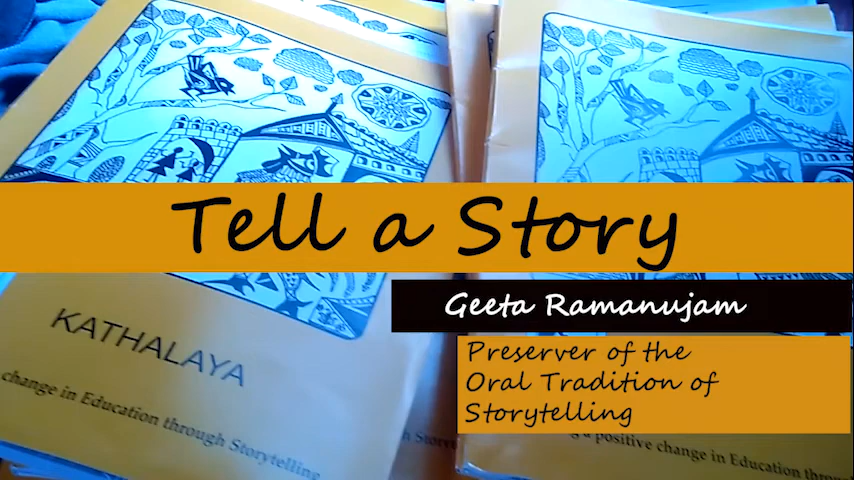 Tell a Story
Geeta Ramanujam
Preserver of the
Oral Tradition of
Storytelling
KATHALAYA
change in Education through Storytelling
a positive change in Education through